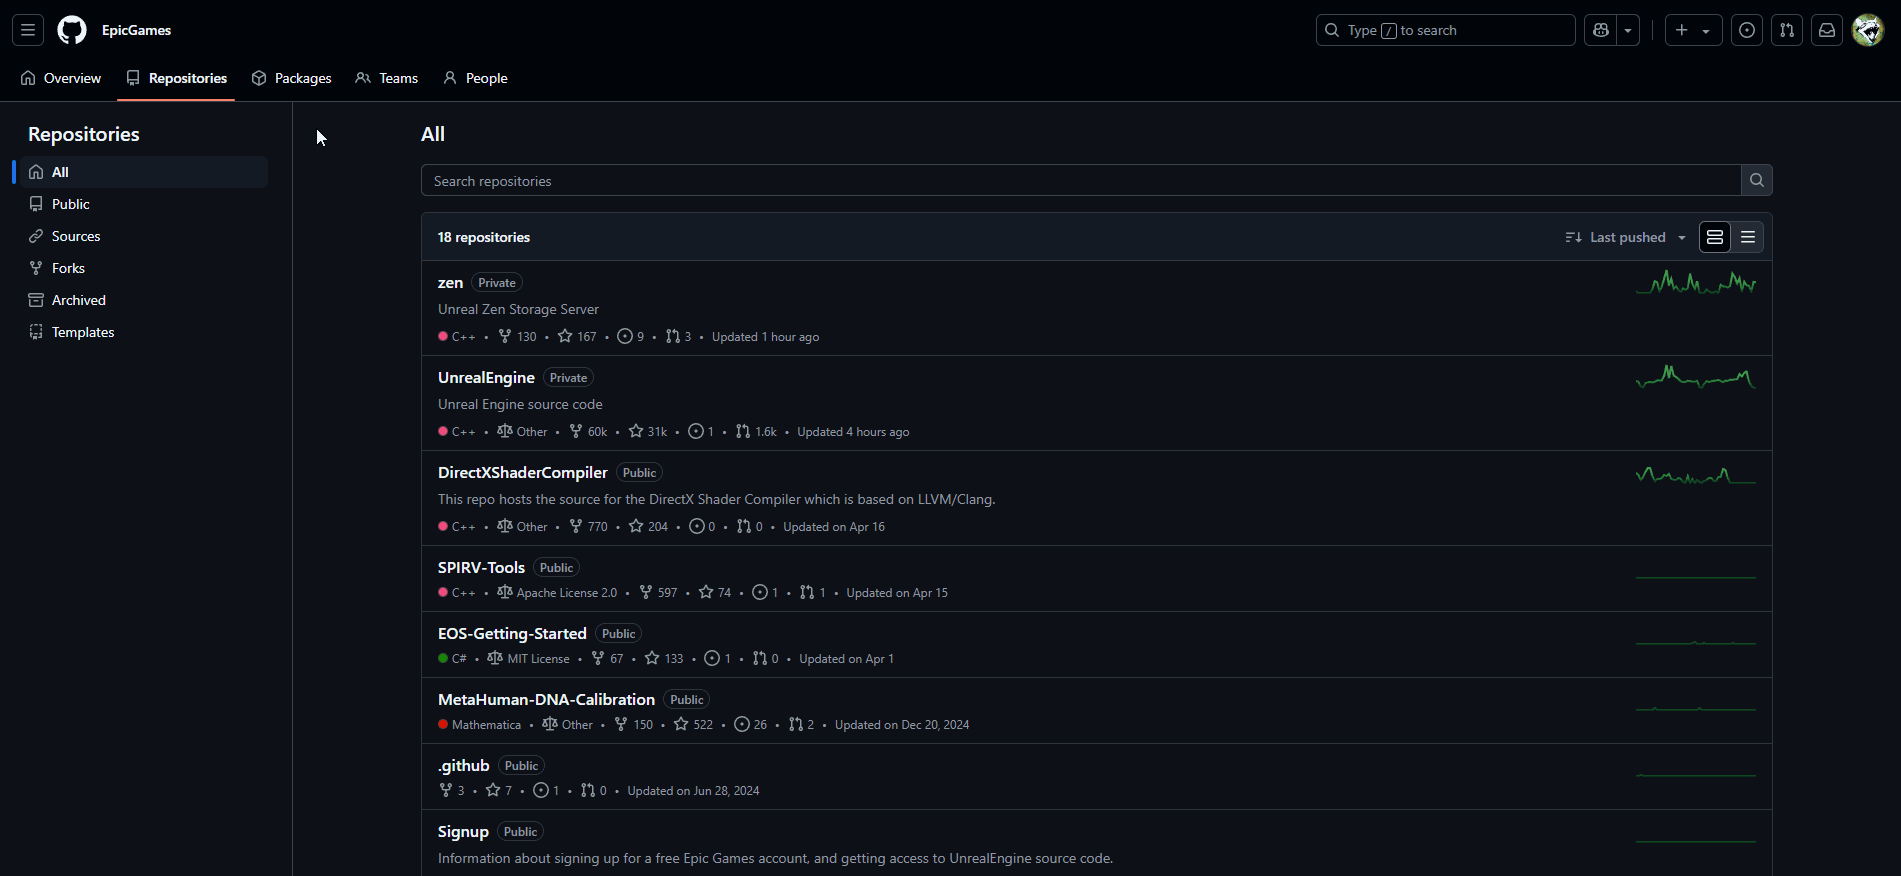 EpicGames
Type / to search
Overview Repositories Packages Teams People
Repositories
All
Public
Sources
Forks
Archived
Templates
All
Search repositories
18 repositories Last pushed
zen Private
Unreal Zen Storage Server
C++ • 130 • 167 • 9 • 3 • Updated 1 hour ago
UnrealEngine Private
Unreal Engine source code
C++ • Other • 60k • 31k • 1 • 1.6k • Updated 4 hours ago
DirectXShaderCompiler Public
This repo hosts the source for the DirectX Shader Compiler which is based on LLVM/Clang.
C++ • Other • 770 • 204 • 0 • 0 • Updated on Apr 16
SPIRV-Tools Public
C++ • Apache License 2.0 • 597 • 74 • 1 • 1 • Updated on Apr 15
EOS-Getting-Started Public
C# • MIT License • 67 • 133 • 1 • 0 • Updated on Apr 1
MetaHuman-DNA-Calibration Public
Mathematica • Other • 150 • 522 • 26 • 2 • Updated on Dec 20, 2024
.github Public
3 • 7 • 1 • 0 • Updated on Jun 28, 2024
Signup Public
Information about signing up for a free Epic Games account, and getting access to UnrealEngine source code.